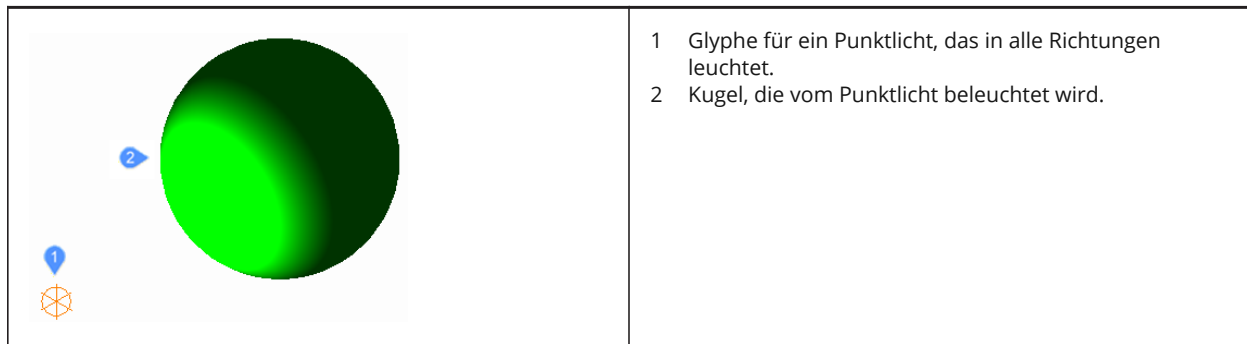 2
1
1 Glyphe für ein Punktlicht, das in alle Richtungen
leuchtet.
2 Kugel, die vom Punktlicht beleuchtet wird.